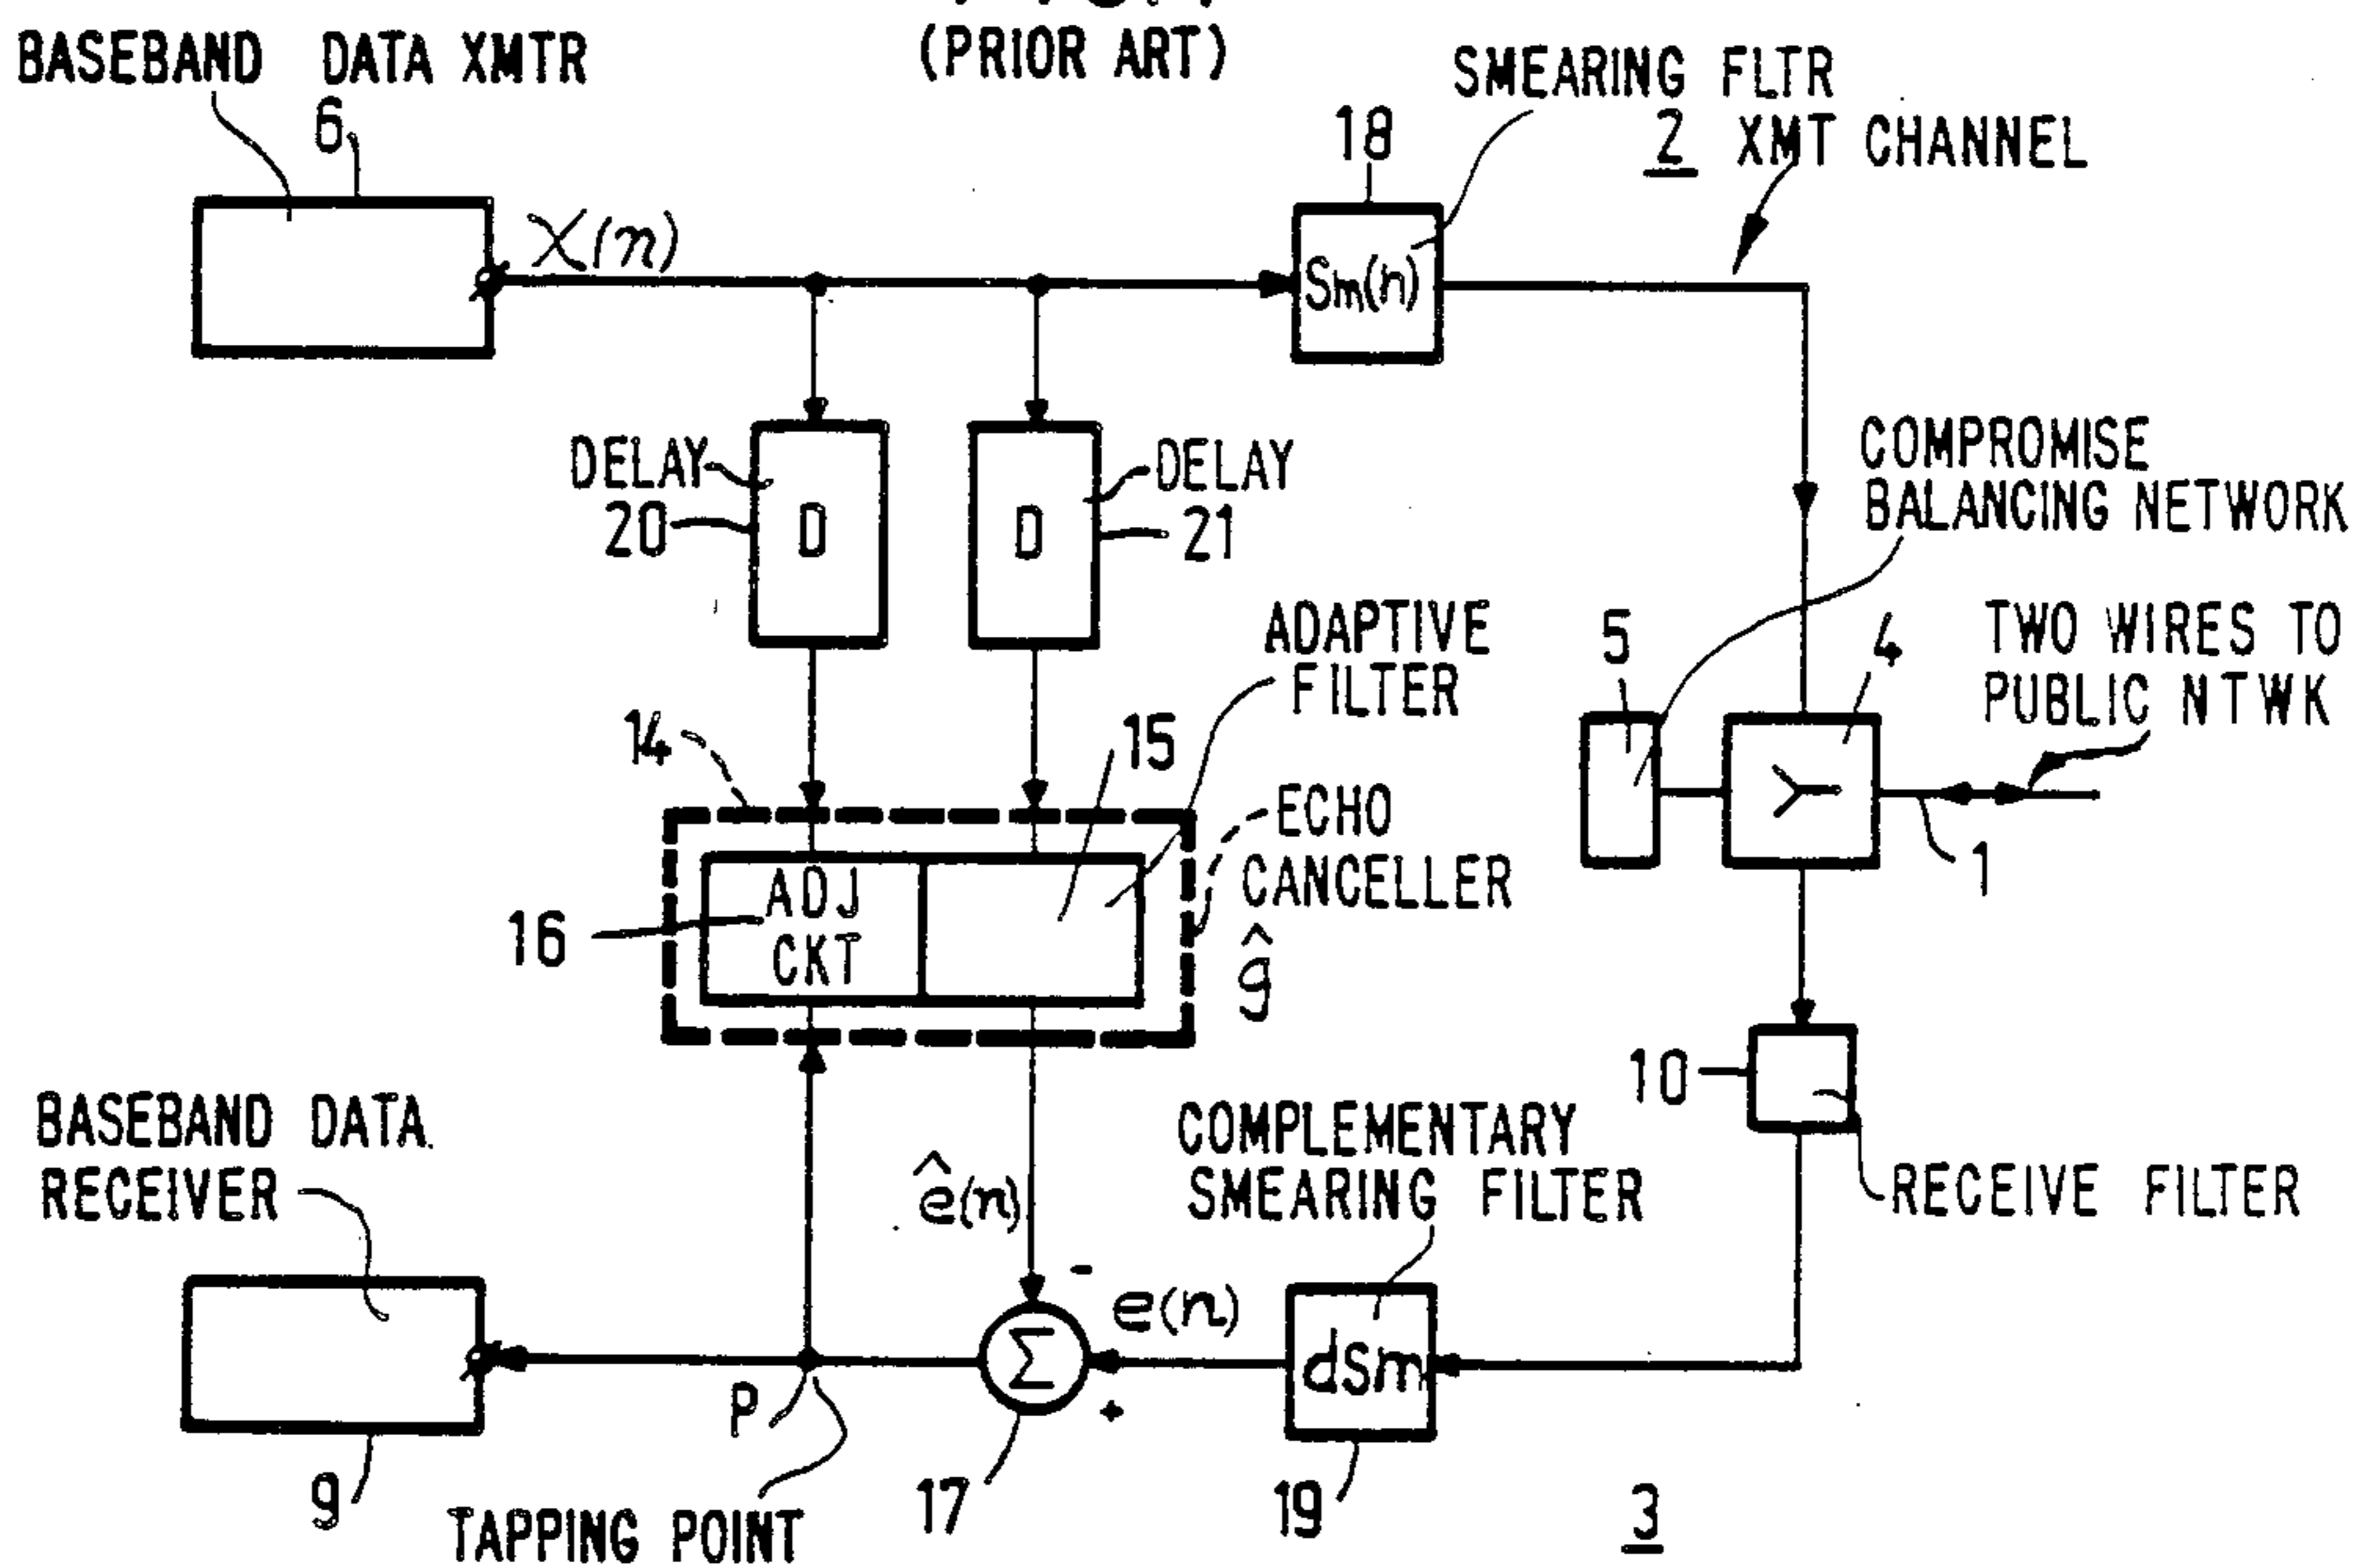 (PRIOR ART)
BASEBAND DATA XMTR
6
SMEARING FLTR
18
2 XMT CHANNEL
X(n)
Sm(n)
DELAY
20
D
D
DELAY
21
COMPROMISE
BALANCING NETWORK
ADAPTIVE
FILTER
5
4
TWO WIRES TO
PUBLIC NTWK
14
15
ECHO
CANCELLER
1
ADJ
CKT
16
ĝ
10
BASEBAND DATA
RECEIVER
COMPLEMENTARY
SMEARING FILTER
RECEIVE FILTER
ê(n)
-
e(n)
Σ
+
dSm
P
9
TAPPING POINT
17
19
3